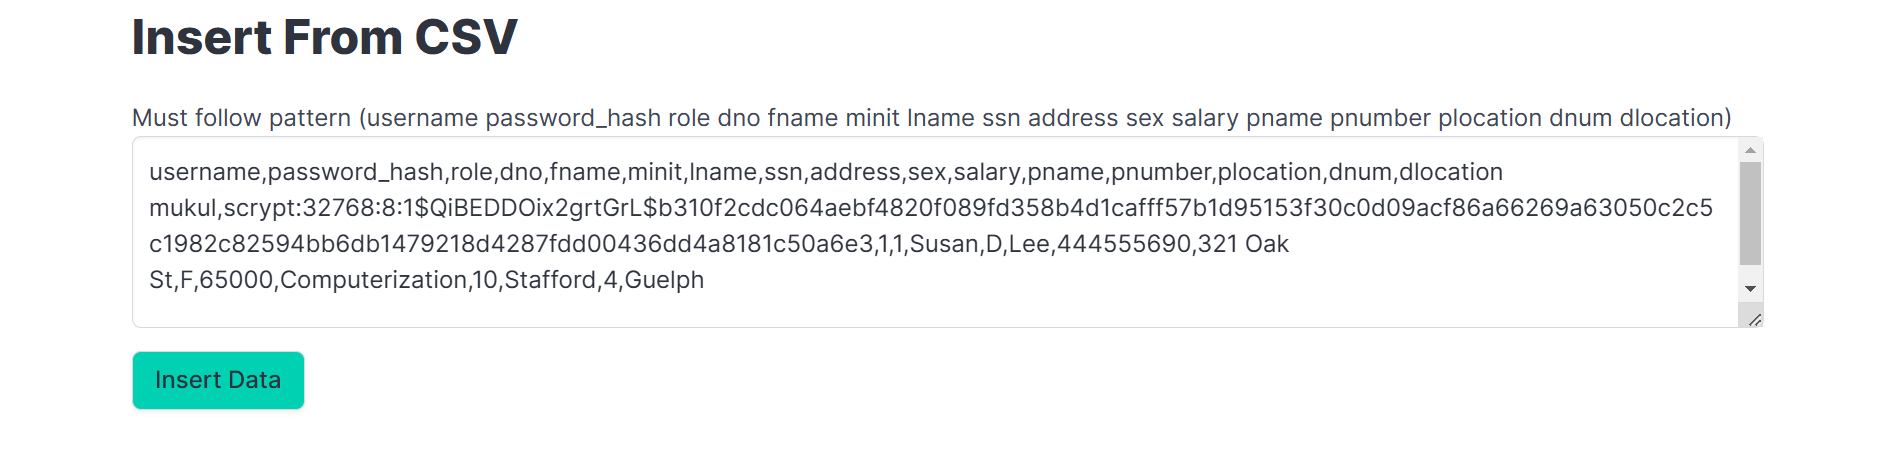 Insert From CSV
Must follow pattern (username password_hash role dno fname minit lname ssn address sex salary pname pnumber plocation dnum dlocation)
username,password_hash,role,dno,fname,minit,lname,ssn,address,sex,salary,pname,pnumber,plocation,dnum,dlocation
mukul,scrypt:32768:8:1$QiBEDDOix2grtGrL$b310f2cdc064aebf4820f089fd358b4d1cafff57b1d95153f30c0d09acf86a66269a63050c2c5
c1982c82594bb6db1479218d4287fdd00436dd4a8181c50a6e3,1,1,Susan,D,Lee,444555690,321 Oak
St,F,65000,Computerization,10,Stafford,4,Guelph
Insert Data